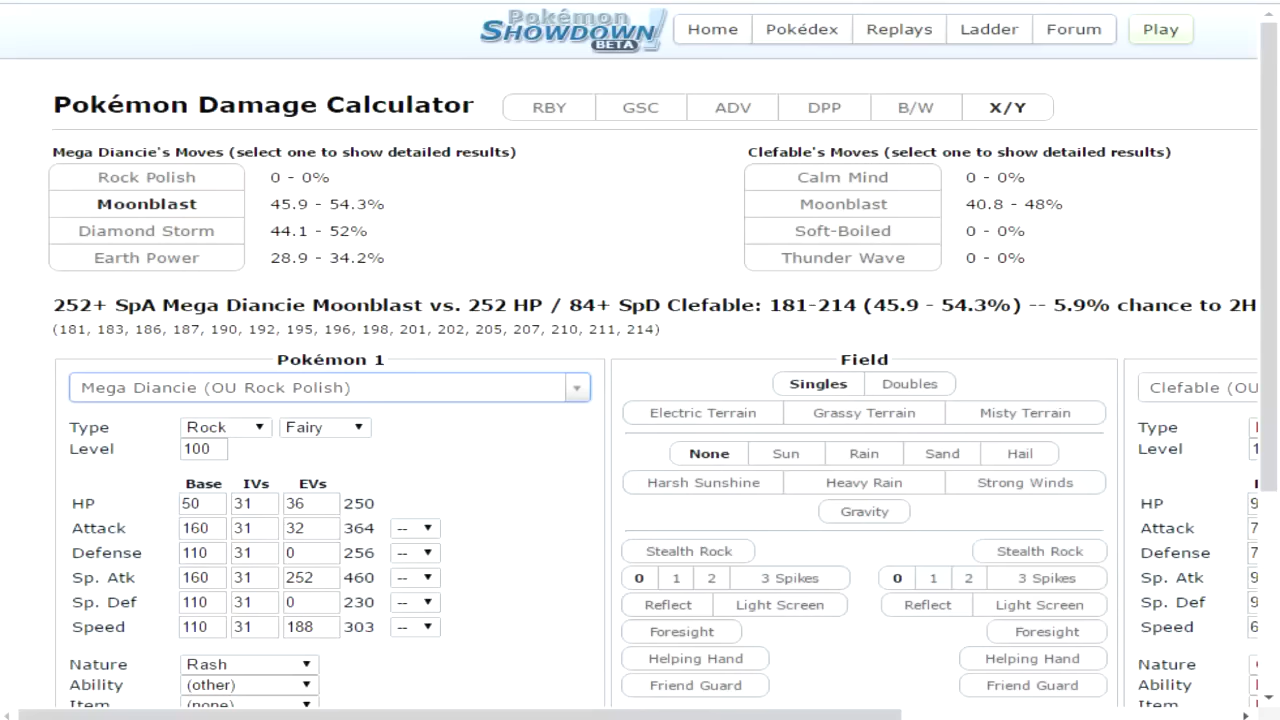 Pokémon SHOWDOWN BETA Home Pokédex Replays Ladder Forum Play
Pokémon Damage Calculator RBY GSC ADV DPP B/W X/Y
Mega Diancie's Moves (select one to show detailed results) Clefable's Moves (select one to show detailed results)
Rock Polish 0 - 0% Calm Mind 0 - 0%
Moonblast 45.9 - 54.3% Moonblast 40.8 - 48%
Diamond Storm 44.1 - 52% Soft-Boiled 0 - 0%
Earth Power 28.9 - 34.2% Thunder Wave 0 - 0%
252+ SpA Mega Diancie Moonblast vs. 252 HP / 84+ SpD Clefable: 181-214 (45.9 - 54.3%) -- 5.9% chance to 2H
(181, 183, 186, 187, 190, 192, 195, 196, 198, 201, 202, 205, 207, 210, 211, 214)
Pokémon 1 Field
Mega Diancie (OU Rock Polish) Singles Doubles Clefable (OU
Electric Terrain Grassy Terrain Misty Terrain
Type Rock Fairy Type
Level 100 None Sun Rain Sand Hail Level 1
Harsh Sunshine Heavy Rain Strong Winds
Base IVs EVs
HP 50 31 36 250 Gravity HP 9
Attack 160 31 32 364 -- Attack 7
Defense 110 31 0 256 -- Stealth Rock Stealth Rock Defense 7
Sp. Atk 160 31 252 460 -- 0 1 2 3 Spikes 0 1 2 3 Spikes Sp. Atk 9
Sp. Def 110 31 0 230 -- Reflect Light Screen Reflect Light Screen Sp. Def 9
Speed 110 31 188 303 -- Foresight Foresight Speed 6
Nature Rash Helping Hand Helping Hand Nature
Ability (other) Friend Guard Friend Guard Ability
Item (none) Item